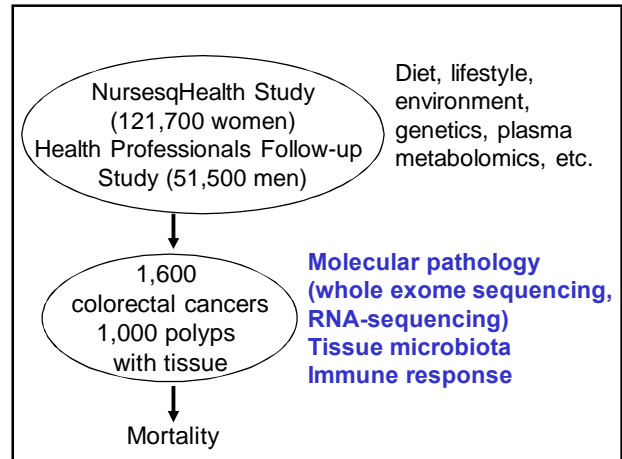 NursesqHealth Study
(121,700 women)
Health Professionals Follow-up
Study (51,500 men)
Diet, lifestyle,
environment,
genetics, plasma
metabolomics, etc.
1,600
colorectal cancers
1,000 polyps
with tissue
Molecular pathology
(whole exome sequencing,
RNA-sequencing)
Tissue microbiota
Immune response
Mortality